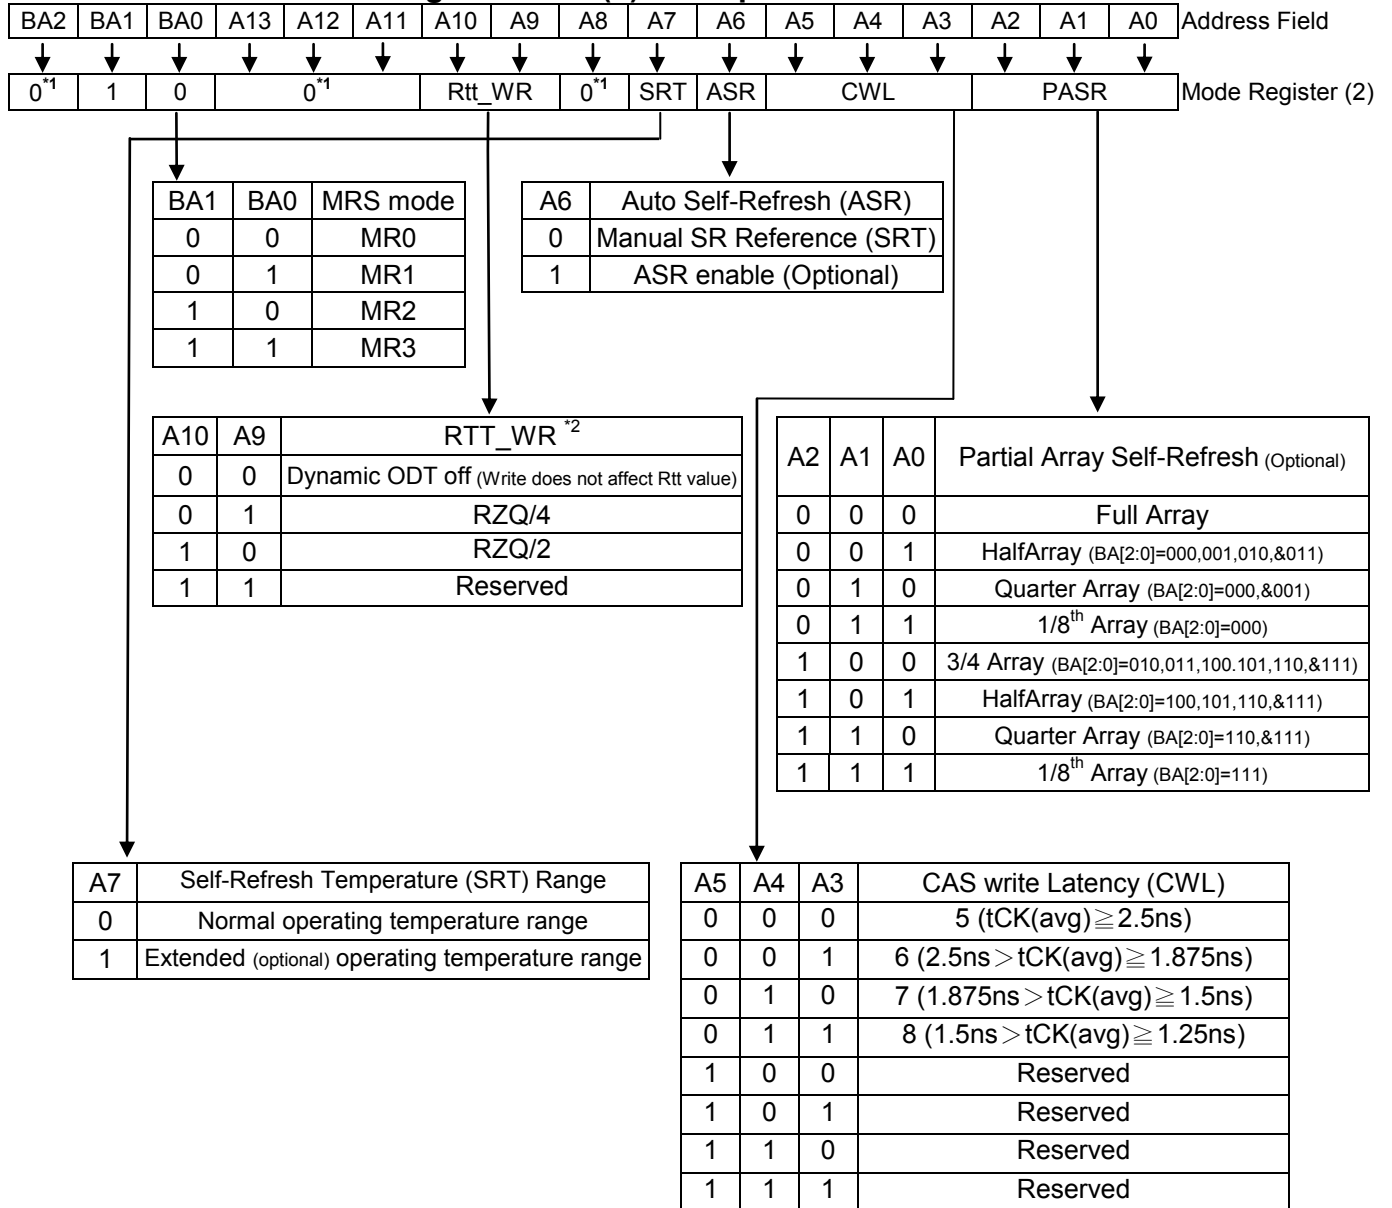 BA2 BA1 BA0 A13 A12 A11 A10 A9 A8 A7 A6 A5 A4 A3 A2 A1 A0 Address Field
0*1 1 0 0*1 Rtt_WR 0*1 SRT ASR CWL PASR Mode Register (2)
BA1 BA0 MRS mode
0 0 MR0
0 1 MR1
1 0 MR2
1 1 MR3
A6 Auto Self-Refresh (ASR)
0 Manual SR Reference (SRT)
1 ASR enable (Optional)
A10 A9 RTT_WR *2
0 0 Dynamic ODT off (Write does not affect Rtt value)
0 1 RZQ/4
1 0 RZQ/2
1 1 Reserved
A2 A1 A0 Partial Array Self-Refresh (Optional)
0 0 0 Full Array
0 0 1 HalfArray (BA[2:0]=000,001,010,&011)
0 1 0 Quarter Array (BA[2:0]=000,&001)
0 1 1 1/8th Array (BA[2:0]=000)
1 0 0 3/4 Array (BA[2:0]=010,011,100.101,110,&111)
1 0 1 HalfArray (BA[2:0]=100,101,110,&111)
1 1 0 Quarter Array (BA[2:0]=110,&111)
1 1 1 1/8th Array (BA[2:0]=111)
A7 Self-Refresh Temperature (SRT) Range
0 Normal operating temperature range
1 Extended (optional) operating temperature range
A5 A4 A3 CAS write Latency (CWL)
0 0 0 5 (tCK(avg)≧2.5ns)
0 0 1 6 (2.5ns>tCK(avg)≧1.875ns)
0 1 0 7 (1.875ns>tCK(avg)≧1.5ns)
0 1 1 8 (1.5ns>tCK(avg)≧1.25ns)
1 0 0 Reserved
1 0 1 Reserved
1 1 0 Reserved
1 1 1 Reserved